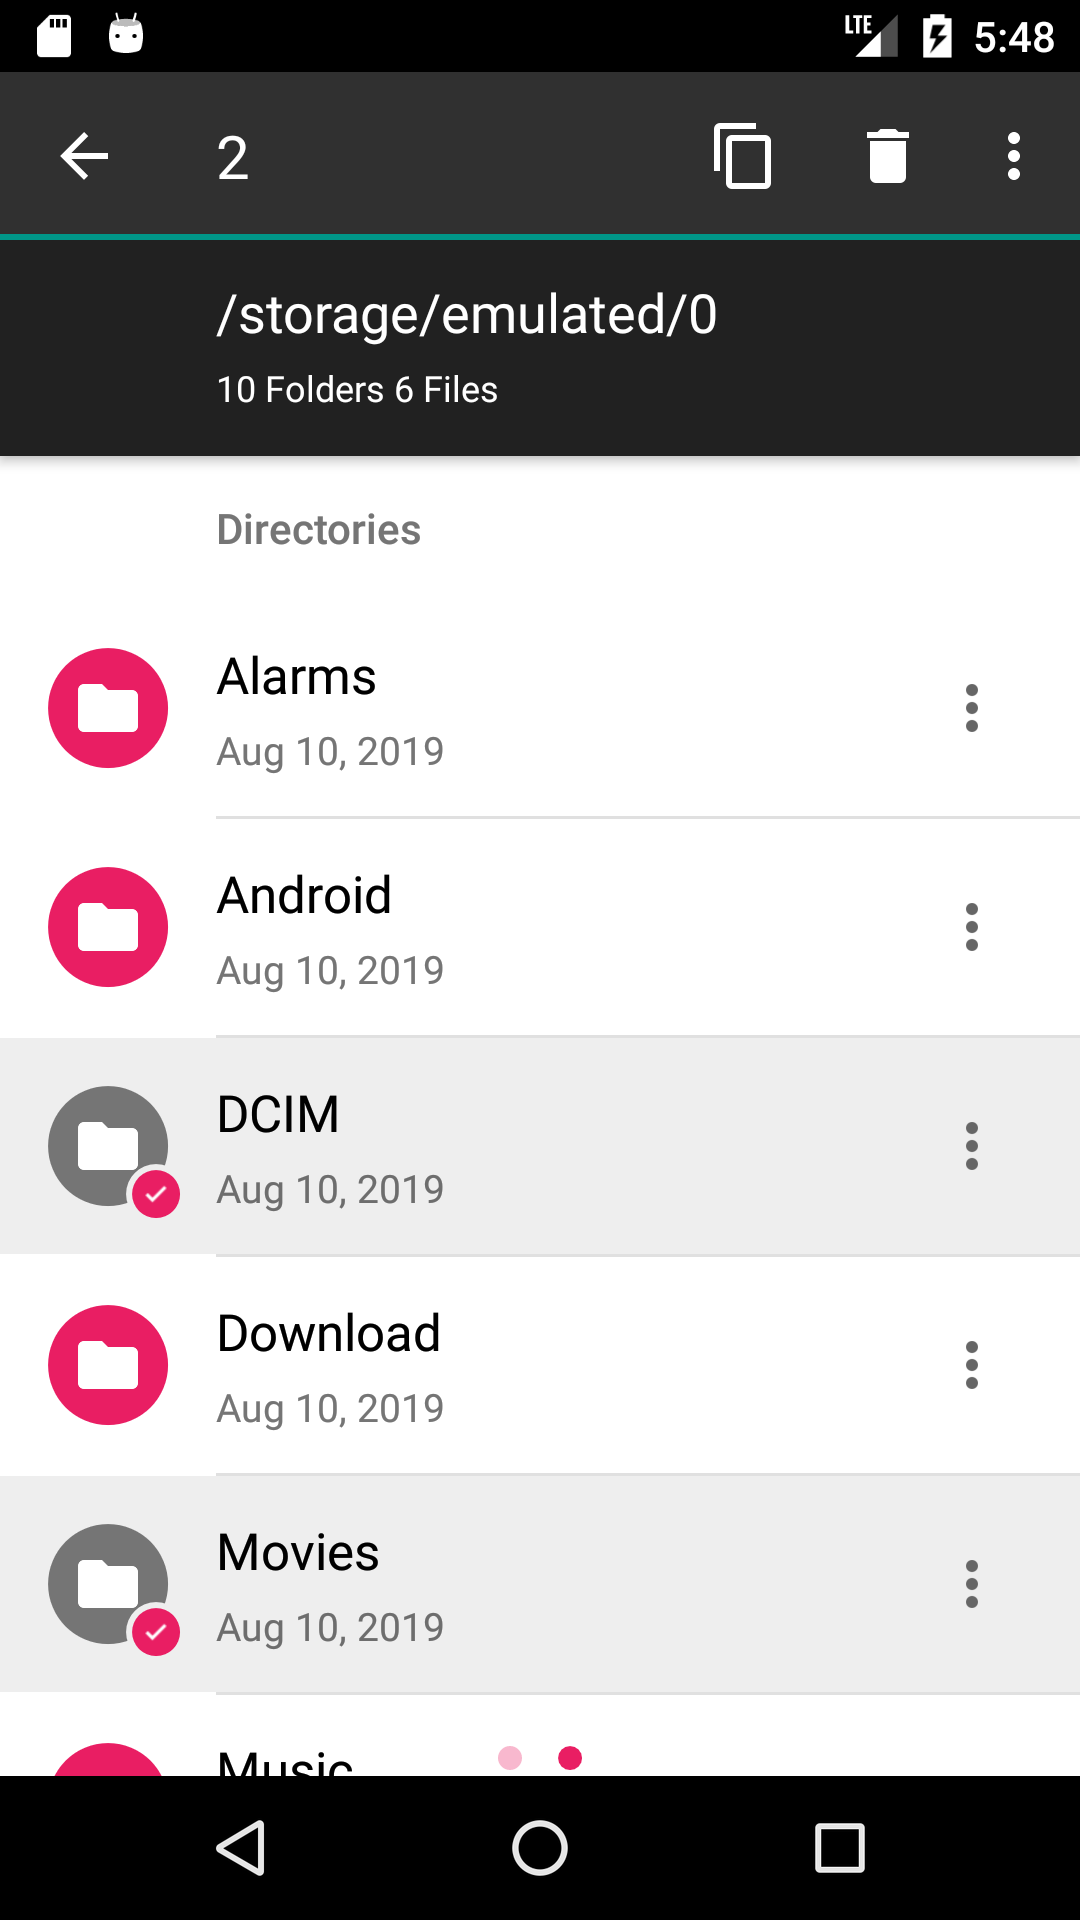 LTE 5:48
2
/storage/emulated/0
10 Folders 6 Files
Directories
Alarms
Aug 10, 2019
Android
Aug 10, 2019
DCIM
Aug 10, 2019
Download
Aug 10, 2019
Movies
Aug 10, 2019
Music